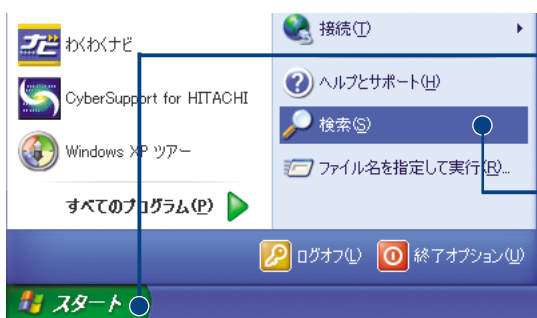 ナビ
わくわくナビ
CyberSupport for HITACHI
Windows XP ツアー
すべてのプログラム(P)
接続(T)
ヘルプとサポート(H)
検索(S)
ファイル名を指定して実行(R)...
ログオフ(L)
終了オプション(U)
スタート